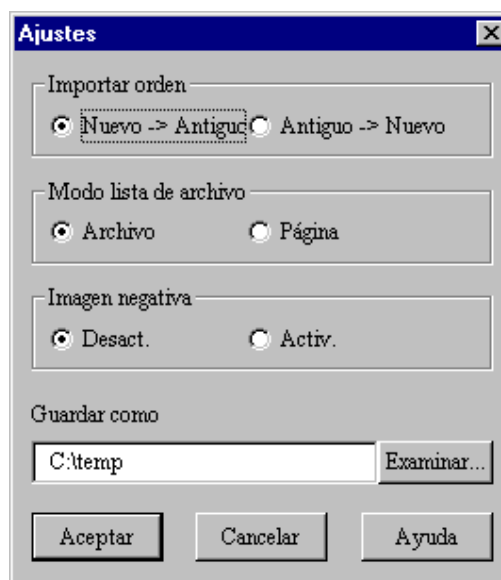 Ajustes
Importar orden
Nuevo -> Antiguo Antiguo -> Nuevo
Modo lista de archivo
Archivo Página
Imagen negativa
Desact. Activ.
Guardar como
C:\temp Examinar...
Aceptar Cancelar Ayuda